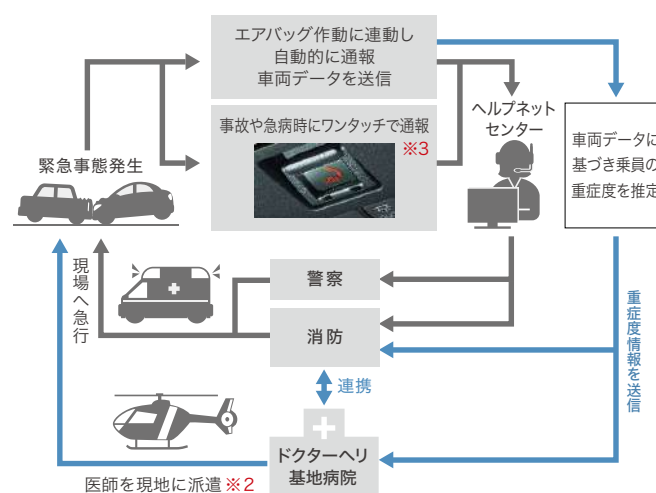 エアバッグ作動に連動し
自動的に通報
車両データを送信
事故や急病時にワンタッチで通報
※3
緊急事態発生
ヘルプネット
センター
車両データに
基づき乗員の
重症度を推定
現場へ急行
警察
消防
重症度情報を送信
連携
ドクターヘリ
基地病院
医師を現地に派遣※2